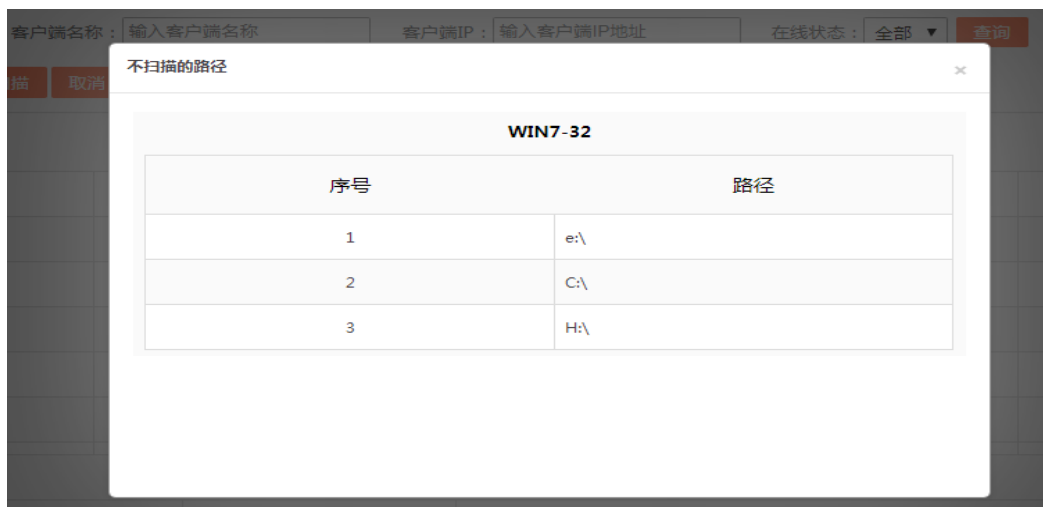 客户端名称： 输入客户端名称 客户端IP： 输入客户端IP地址 在线状态： 全部 ▼ 查询
描 取消
不扫描的路径 ×
WIN7-32
序号 路径
1 e:\
2 C:\
3 H:\